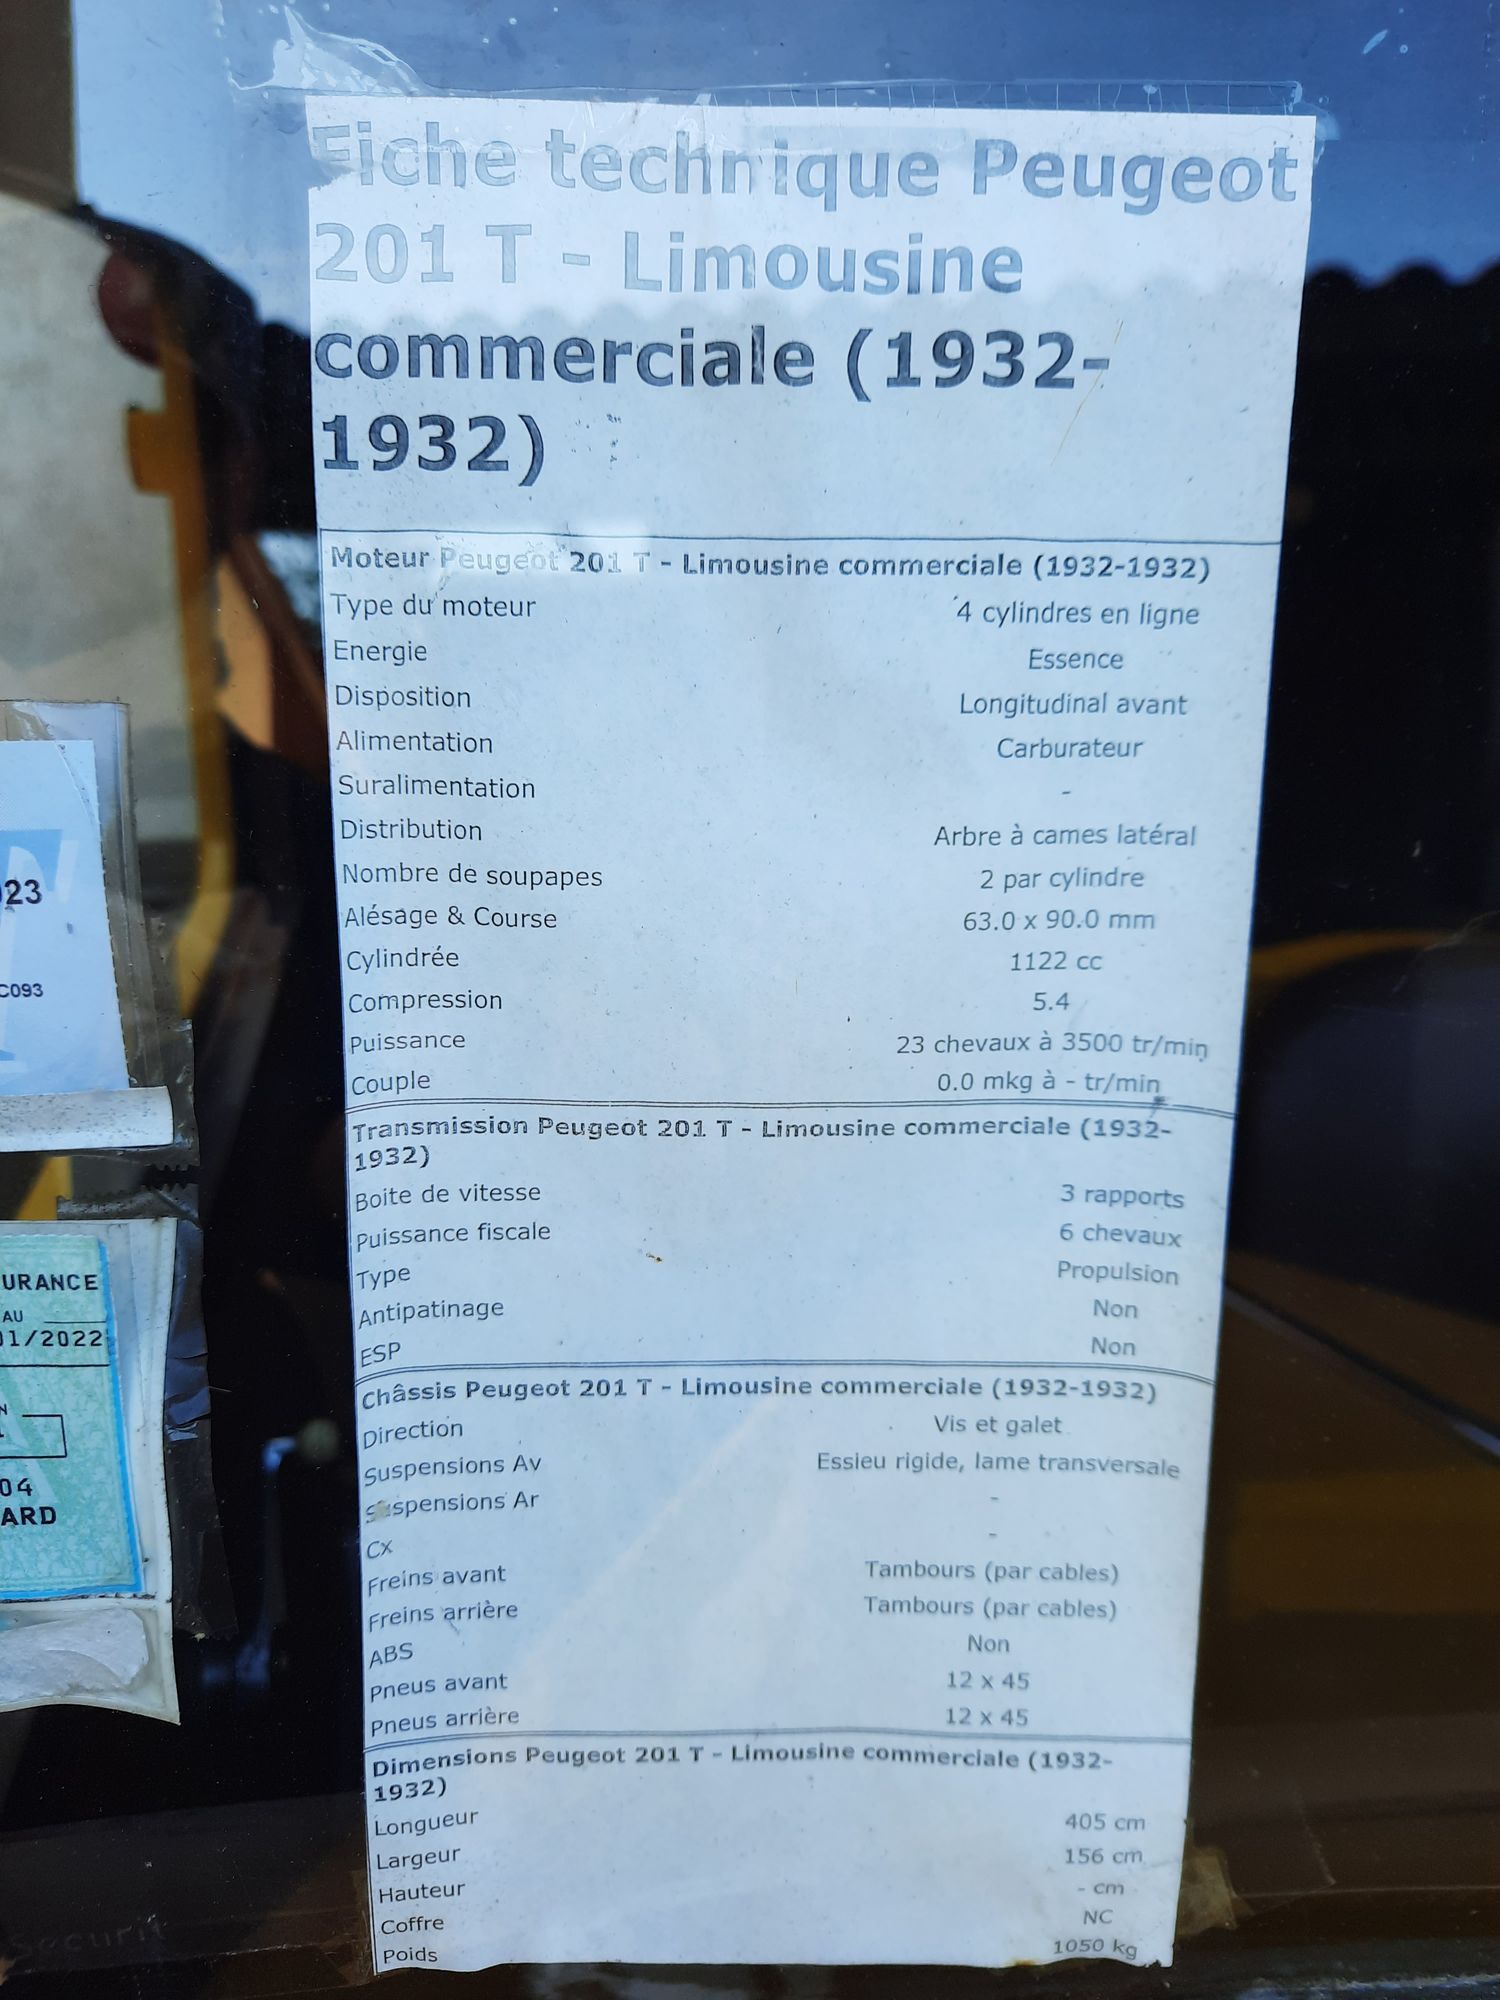 Fiche technique Peugeot
201 T - Limousine
commerciale (1932-
1932)
Moteur Peugeot 201 T - Limousine commerciale (1932-1932)
Type du moteur 4 cylindres en ligne
Energie Essence
Disposition Longitudinal avant
Alimentation Carburateur
Suralimentation -
Distribution Arbre à cames latéral
Nombre de soupapes 2 par cylindre
Alésage & Course 63.0 x 90.0 mm
Cylindrée 1122 cc
Compression 5.4
Puissance 23 chevaux à 3500 tr/min
Couple 0.0 mkg à - tr/min
Transmission Peugeot 201 T - Limousine commerciale (1932-
1932)
Boite de vitesse 3 rapports
Puissance fiscale 6 chevaux
Type Propulsion
Antipatinage Non
ESP Non
Châssis Peugeot 201 T - Limousine commerciale (1932-1932)
Direction Vis et galet
Suspensions Av Essieu rigide, lame transversale
Suspensions Ar -
Cx -
Freins avant Tambours (par cables)
Freins arrière Tambours (par cables)
ABS Non
Pneus avant 12 x 45
Pneus arrière 12 x 45
Dimensions Peugeot 201 T - Limousine commerciale (1932-
1932)
Longueur 405 cm
Largeur 156 cm
Hauteur - cm
Coffre NC
Poids 1050 kg
023
C093
URANCE
AU
01/2022
N
04
ARD
Securit